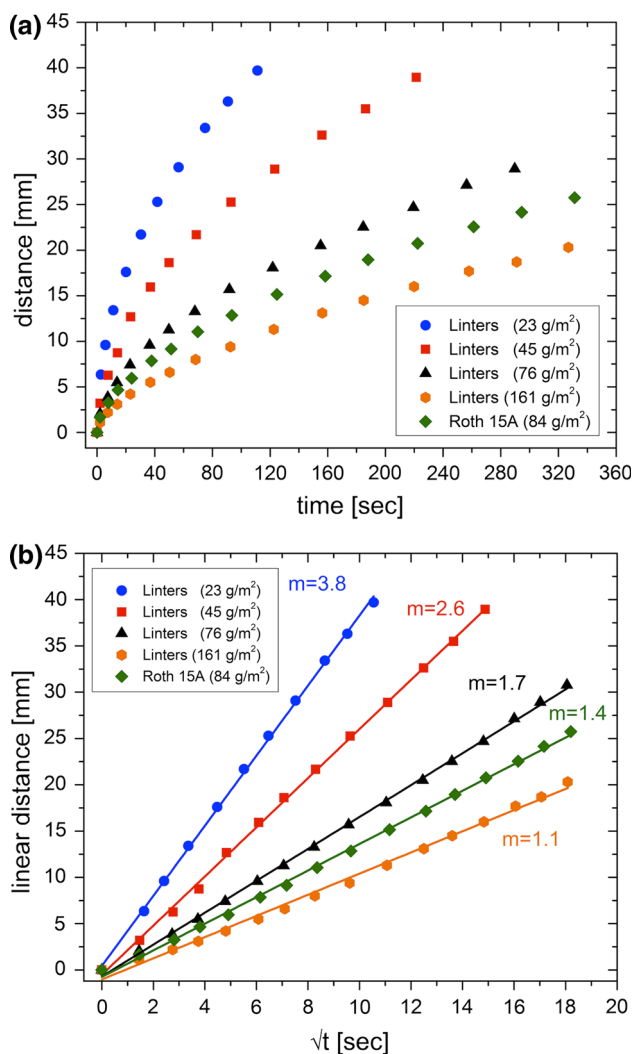 (a)
45
40
35
30
25
20
15
10
5
0
distance [mm]
Linters (23 g/m²)
Linters (45 g/m²)
Linters (76 g/m²)
Linters (161 g/m²)
Roth 15A (84 g/m²)
0 40 80 120 160 200 240 280 320 360
time [sec]
(b)
45
40
35
30
25
20
15
10
5
0
linear distance [mm]
Linters (23 g/m²)
Linters (45 g/m²)
Linters (76 g/m²)
Linters (161 g/m²)
Roth 15A (84 g/m²)
m=3.8
m=2.6
m=1.7
m=1.4
m=1.1
0 2 4 6 8 10 12 14 16 18
√t [sec]